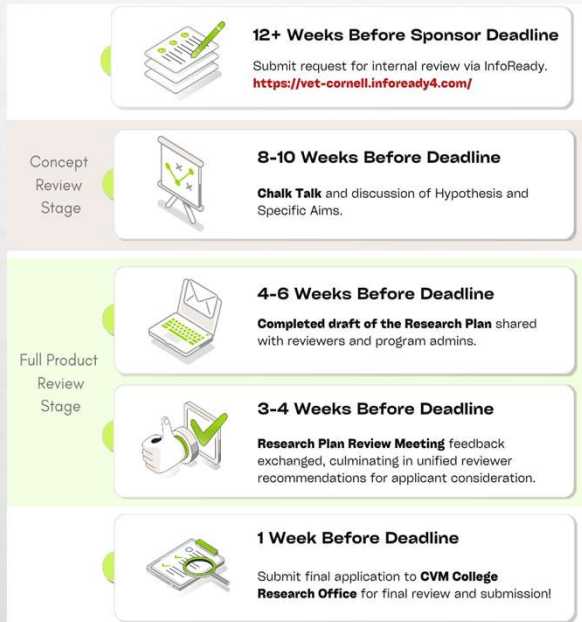 12+ Weeks Before Sponsor Deadline
Submit request for internal review via InfoReady.
https://vet-cornell.infoready4.com/
Concept
Review
Stage
8-10 Weeks Before Deadline
Chalk Talk and discussion of Hypothesis and
Specific Aims.
Full Product
Review
Stage
4-6 Weeks Before Deadline
Completed draft of the Research Plan shared
with reviewers and program admins.
3-4 Weeks Before Deadline
Research Plan Review Meeting feedback
exchanged, culminating in unified reviewer
recommendations for applicant consideration.
1 Week Before Deadline
Submit final application to CVM College
Research Office for final review and submission!